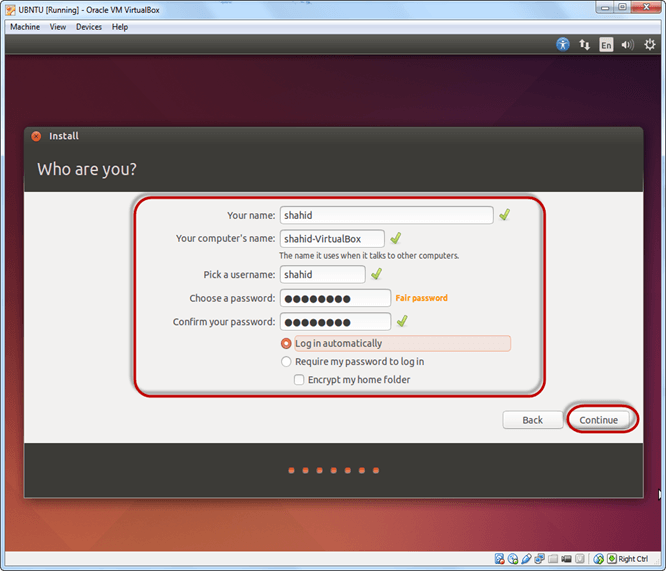 UBNTU [Running] - Oracle VM VirtualBox
Machine View Devices Help
En
Install
Who are you?
Your name: shahid
Your computer's name: shahid-VirtualBox
The name it uses when it talks to other computers.
Pick a username: shahid
Choose a password: ●●●●●●●● Fair password
Confirm your password: ●●●●●●●●
Log in automatically
Require my password to log in
Encrypt my home folder
Back Continue
Right Ctrl